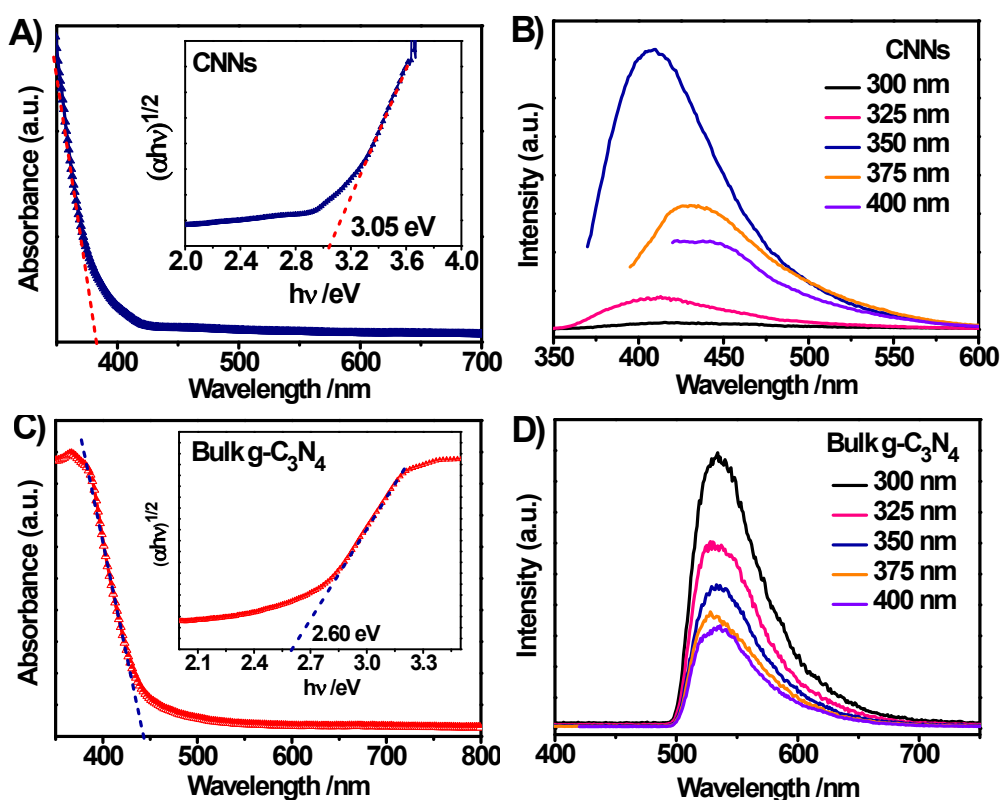 A)
CNNs
(αhν)1/2
3.05 eV
2.0 2.4 2.8 3.2 3.6 4.0
hν /eV
Absorbance (a.u.)
400 500 600 700
Wavelength /nm
B)
CNNs
300 nm
325 nm
350 nm
375 nm
400 nm
Intensity (a.u.)
350 400 450 500 550 600
Wavelength /nm
C)
Bulk g-C3N4
(αhν)1/2
2.60 eV
2.1 2.4 2.7 3.0 3.3
hν /eV
Absorbance (a.u.)
400 500 600 700 800
Wavelength /nm
D)
Bulk g-C3N4
300 nm
325 nm
350 nm
375 nm
400 nm
Intensity (a.u.)
400 500 600 700
Wavelength /nm